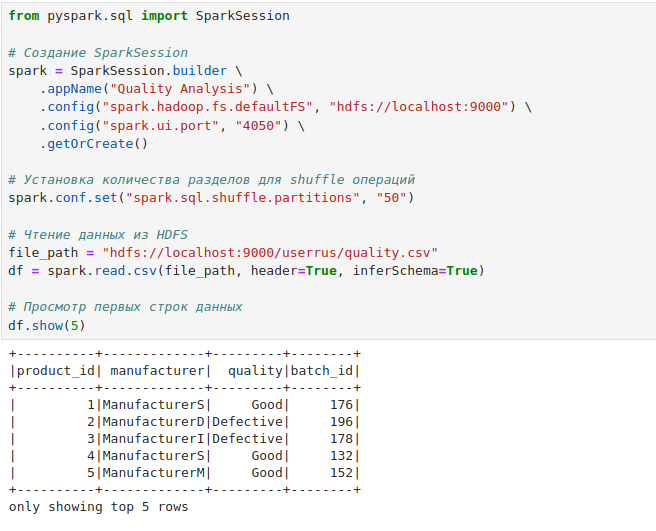 from pyspark.sql import SparkSession
# Создание SparkSession
spark = SparkSession.builder \
    .appName("Quality Analysis") \
    .config("spark.hadoop.fs.defaultFS", "hdfs://localhost:9000") \
    .config("spark.ui.port", "4050") \
    .getOrCreate()
# Установка количества разделов для shuffle операций
spark.conf.set("spark.sql.shuffle.partitions", "50")
# Чтение данных из HDFS
file_path = "hdfs://localhost:9000/userrus/quality.csv"
df = spark.read.csv(file_path, header=True, inferSchema=True)
# Просмотр первых строк данных
df.show(5)
+----------+-------------+---------+--------+
|product_id| manufacturer|  quality|batch_id|
+----------+-------------+---------+--------+
|         1|ManufacturerS|     Good|     176|
|         2|ManufacturerD|Defective|     196|
|         3|ManufacturerI|Defective|     178|
|         4|ManufacturerS|     Good|     132|
|         5|ManufacturerM|     Good|     152|
+----------+-------------+---------+--------+
only showing top 5 rows